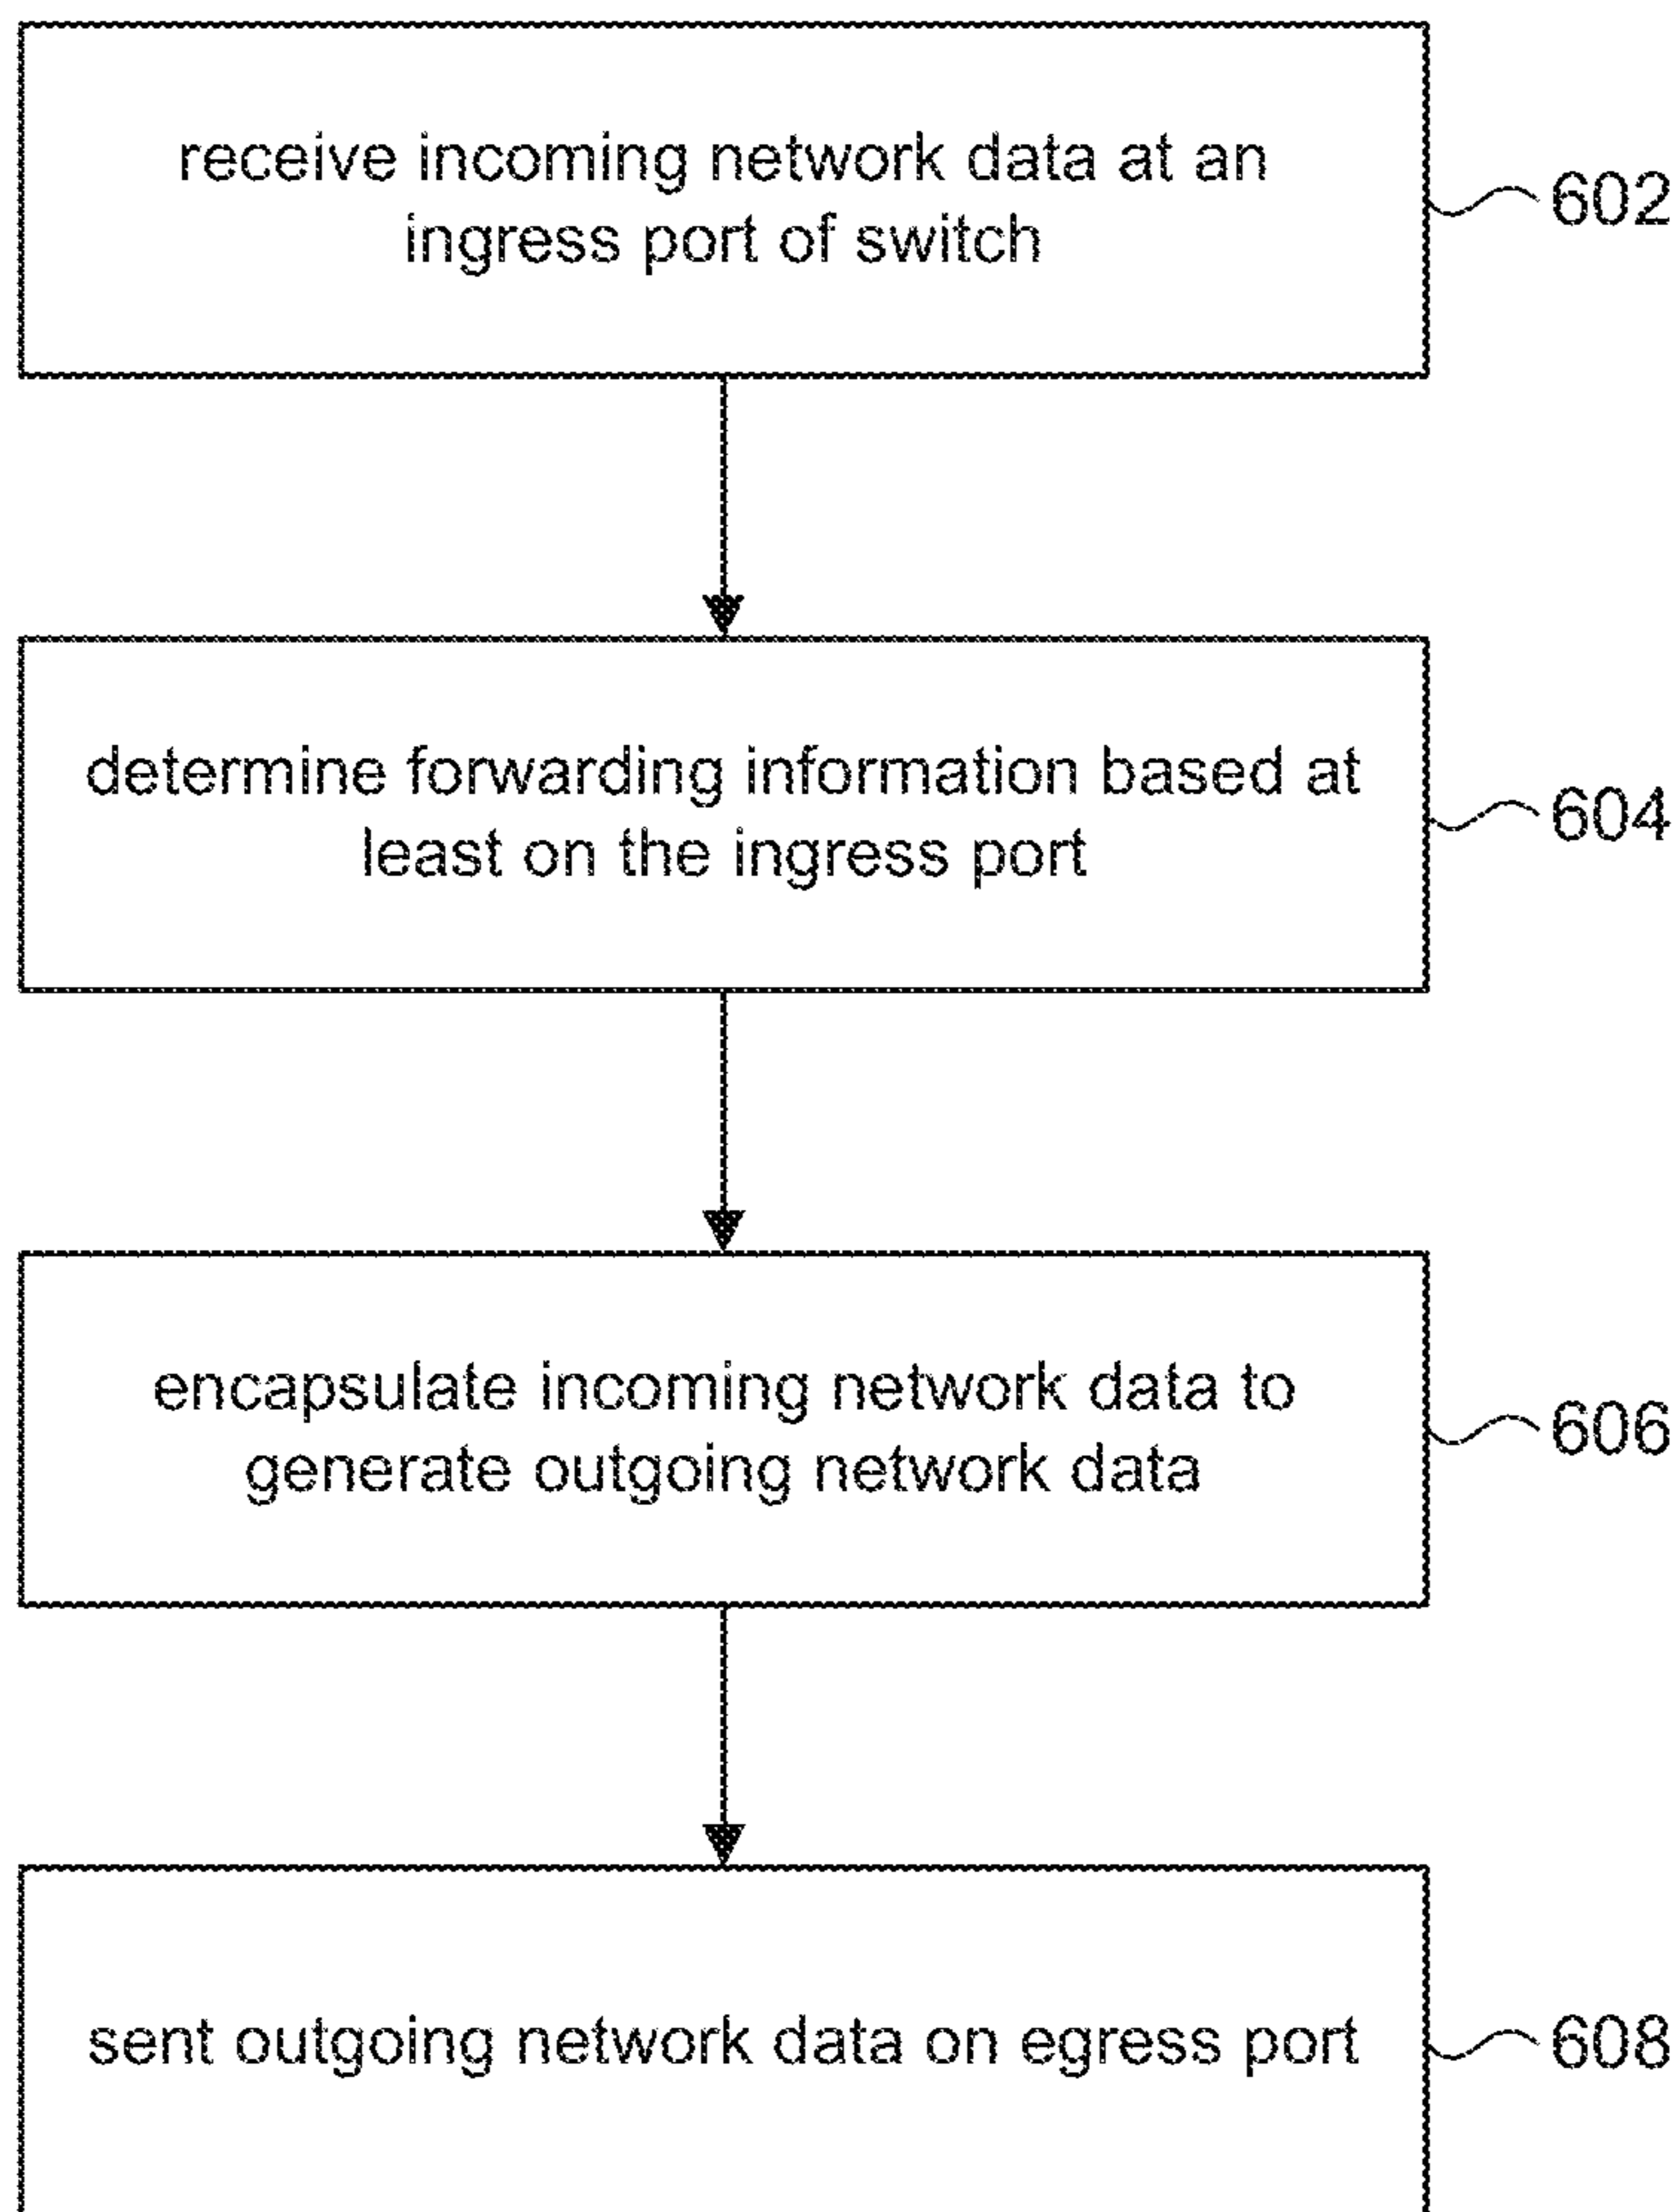 receive incoming network data at an
ingress port of switch
602
determine forwarding information based at
least on the ingress port
604
encapsulate incoming network data to
generate outgoing network data
606
sent outgoing network data on egress port
608